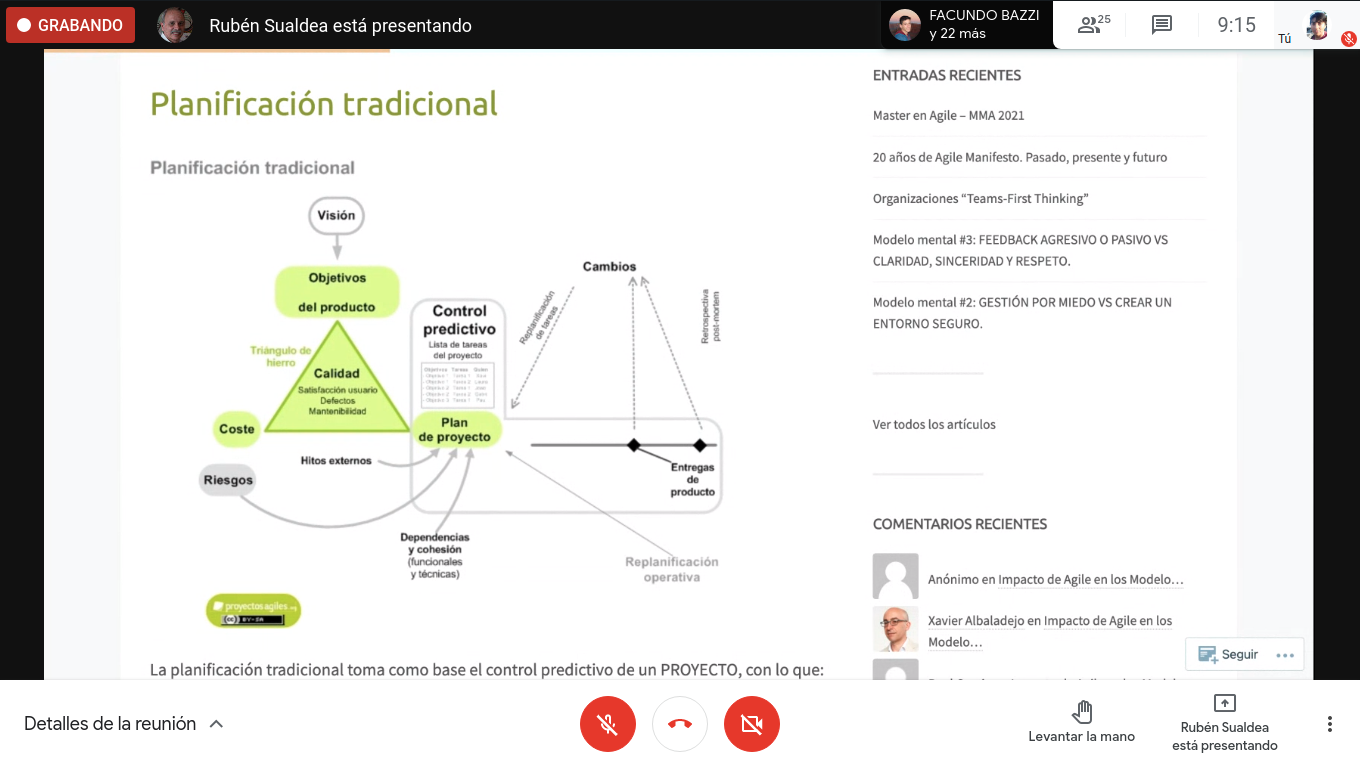 GRABANDO
Rubén Sualdea está presentando
FACUNDO BAZZI
y 22 más
25
9:15
Tú
Planificación tradicional
Planificación tradicional
Visión
Objetivos
del producto
Triángulo de
hierro
Calidad
Satisfacción usuario
Defectos
Mantenibilidad
Coste
Riesgos
Hitos externos
Control
predictivo
Lista de tareas
del proyecto
Objetivos Tareas
Plan
de proyecto
Dependencias
y cohesión
(funcionales
y técnicas)
Cambios
Replanificación
de tareas
Retrospectiva
post-mortem
Entregas
de
producto
Replanificación
operativa
proyectosagiles
(cc) BY-SA
La planificación tradicional toma como base el control predictivo de un PROYECTO, con lo que:
ENTRADAS RECIENTES
Master en Agile – MMA 2021
20 años de Agile Manifesto. Pasado, presente y futuro
Organizaciones “Teams-First Thinking”
Modelo mental #3: FEEDBACK AGRESIVO O PASIVO VS
CLARIDAD, SINCERIDAD Y RESPETO.
Modelo mental #2: GESTIÓN POR MIEDO VS CREAR UN
ENTORNO SEGURO.
Ver todos los artículos
COMENTARIOS RECIENTES
Anónimo en Impacto de Agile en los Modelo…
Xavier Albaladejo en Impacto de Agile en los
Modelo…
Seguir
Detalles de la reunión
Levantar la mano
Rubén Sualdea
está presentando